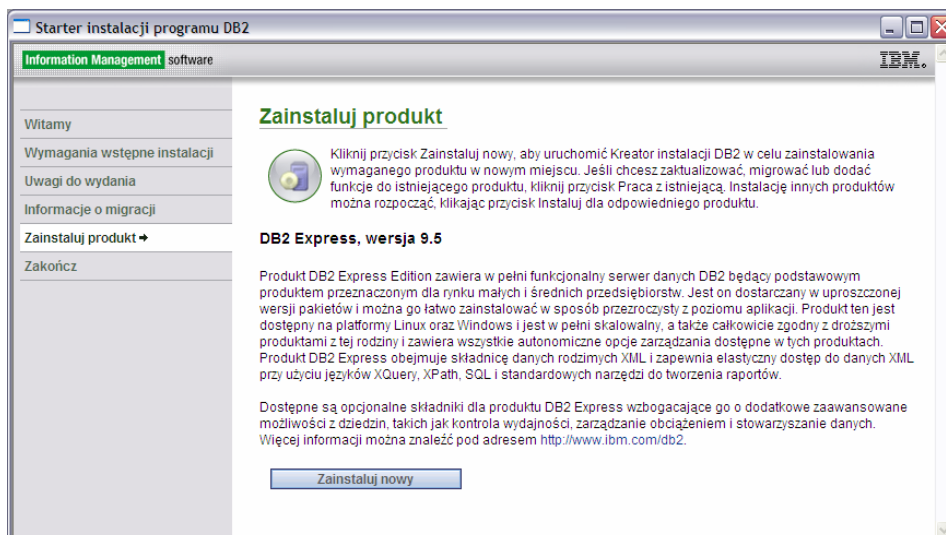 Starter instalacji programu DB2
Information Management software
IBM.
Witamy
Wymagania wstępne instalacji
Uwagi do wydania
Informacje o migracji
Zainstaluj produkt
Zakończ
Zainstaluj produkt
Kliknij przycisk Zainstaluj nowy, aby uruchomić Kreator instalacji DB2 w celu zainstalowania
wymaganego produktu w nowym miejscu. Jeśli chcesz zaktualizować, migrować lub dodać
funkcje do istniejącego produktu, kliknij przycisk Praca z istniejącą. Instalację innych produktów
można rozpocząć, klikając przycisk Instaluj dla odpowiedniego produktu.
DB2 Express, wersja 9.5
Produkt DB2 Express Edition zawiera w pełni funkcjonalny serwer danych DB2 będący podstawowym
produktem przeznaczonym dla rynku małych i średnich przedsiębiorstw. Jest on dostarczany w uproszczonej
wersji pakietów i można go łatwo zainstalować w sposób przezroczysty z poziomu aplikacji. Produkt ten jest
dostępny na platformy Linux oraz Windows i jest w pełni skalowalny, a także całkowicie zgodny z droższymi
produktami z tej rodziny i zawiera wszystkie autonomiczne opcje zarządzania dostępne w tych produktach.
Produkt DB2 Express obejmuje składnicę danych rodzimych XML i zapewnia elastyczny dostęp do danych XML
przy użyciu języków XQuery, XPath, SQL i standardowych narzędzi do tworzenia raportów.
Dostępne są opcjonalne składniki dla produktu DB2 Express wzbogacające go o dodatkowe zaawansowane
możliwości z dziedzin, takich jak kontrola wydajności, zarządzanie obciążeniem i stowarzyszanie danych.
Więcej informacji można znaleźć pod adresem http://www.ibm.com/db2.
Zainstaluj nowy